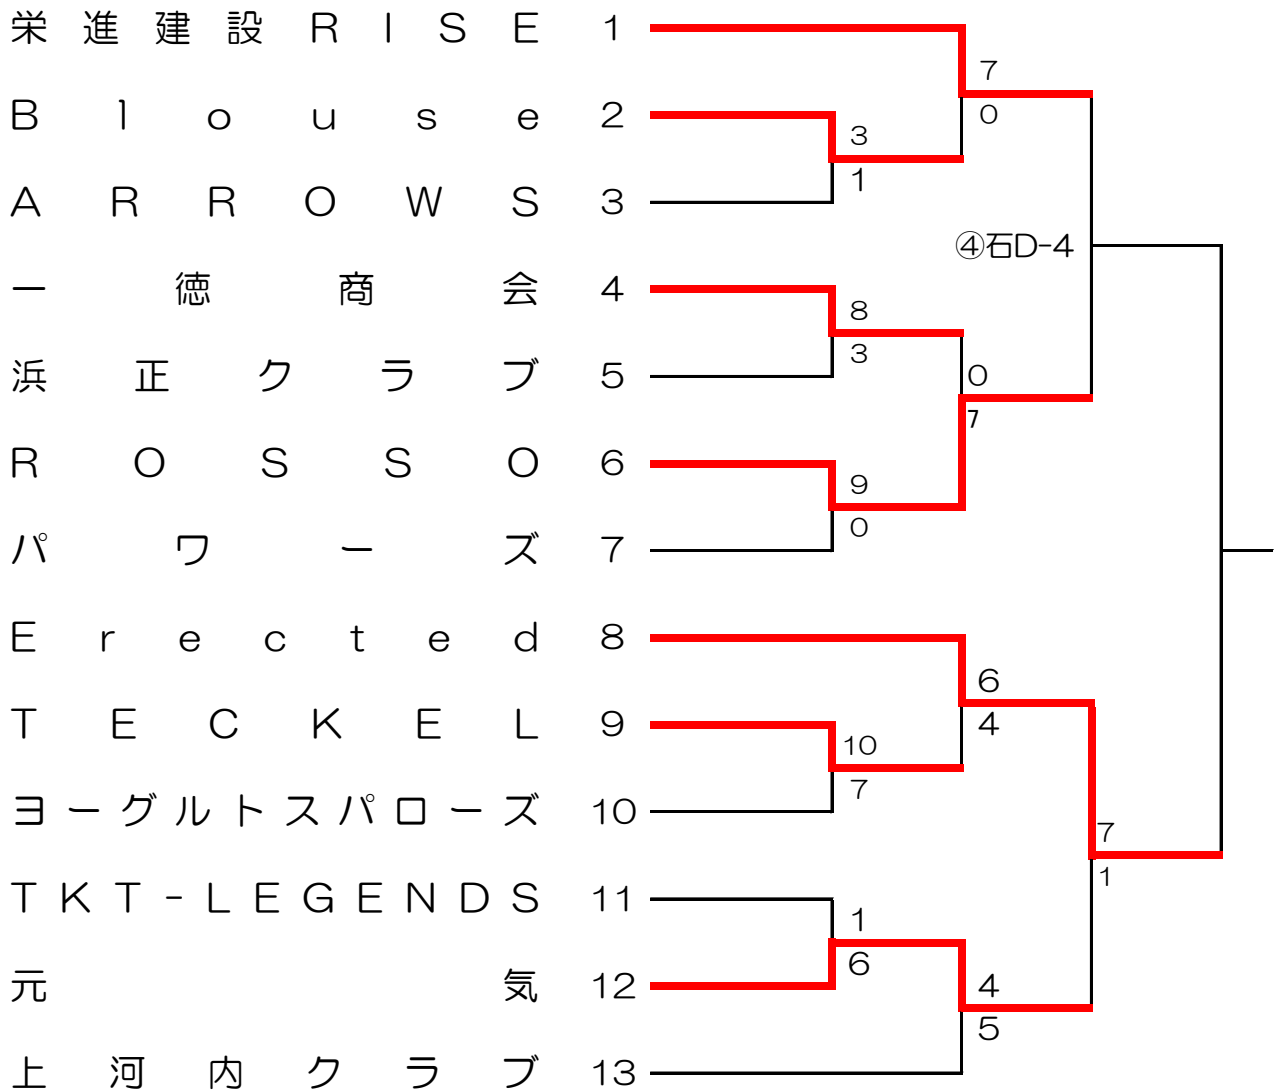 栄進建設RISE 1
7
0
Blouse 2
3
1
ARROWS 3
④石D-4
一徳商会 4
8
3
浜正クラブ 5
0
7
ROSSO 6
9
0
パワーズ 7
Erected 8
6
4
TECKEL 9
10
7
ヨーグルトスパローズ 10
7
1
TKT-LEGENDS 11
1
6
元気 12
4
5
上河内クラブ 13